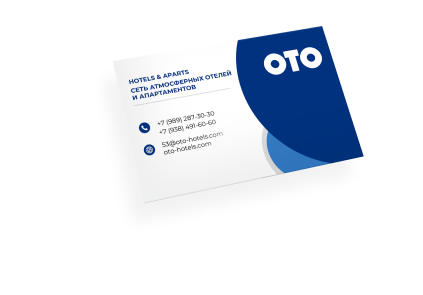 HOTELS & APARTS
СЕТЬ АТМОСФЕРНЫХ ОТЕЛЕЙ
И АПАРТАМЕНТОВ
ОТО
+7 (989) 287-30-30
+7 (938) 491-60-60
53@oto-hotels.com
oto-hotels.com